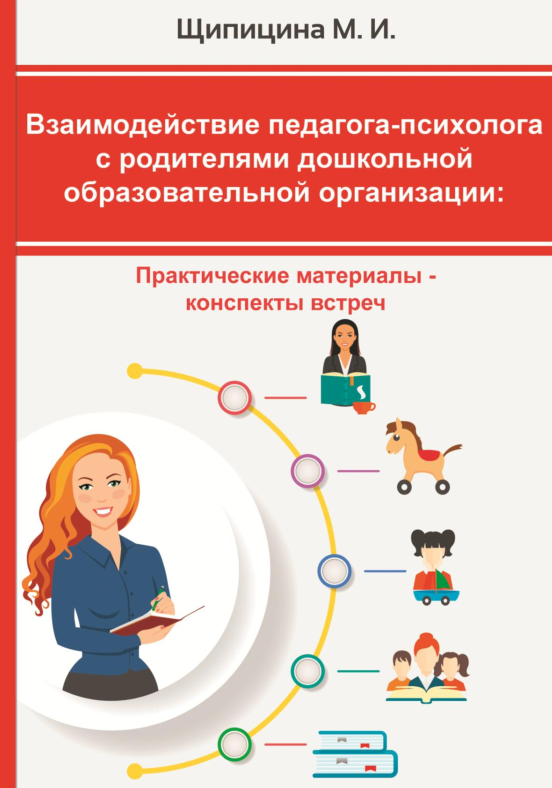 Щипицина М. И.
Взаимодействие педагога-психолога
с родителями дошкольной
образовательной организации:
Практические материалы -
конспекты встреч